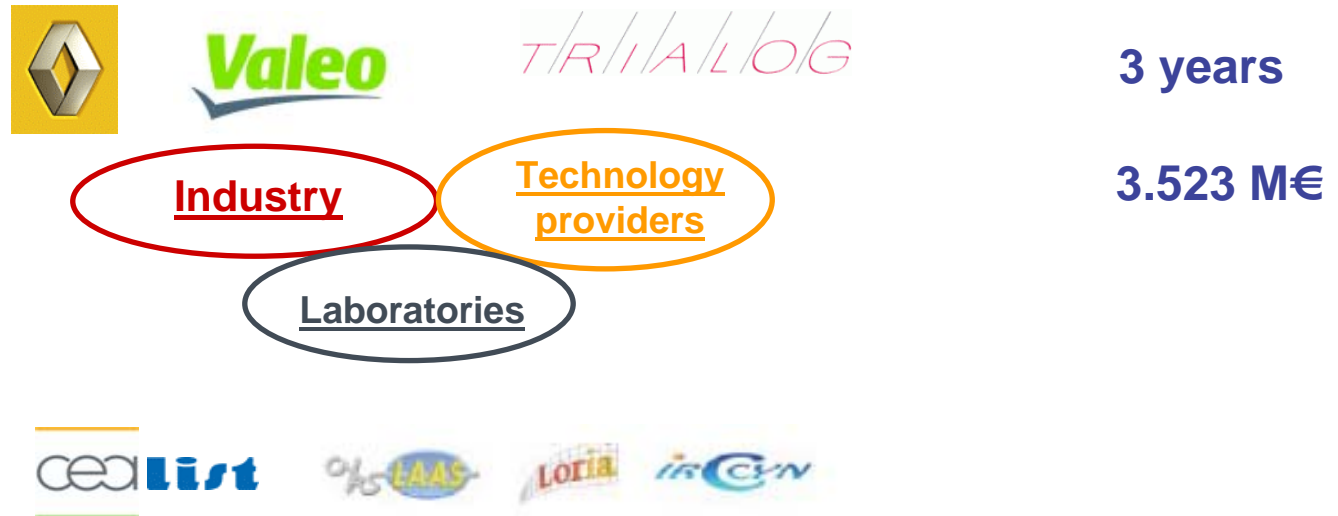 Valeo
TRIALOG
3 years
Industry
Technology
providers
3.523 M€
Laboratories
cea list
LAAS
Loria
irccyn